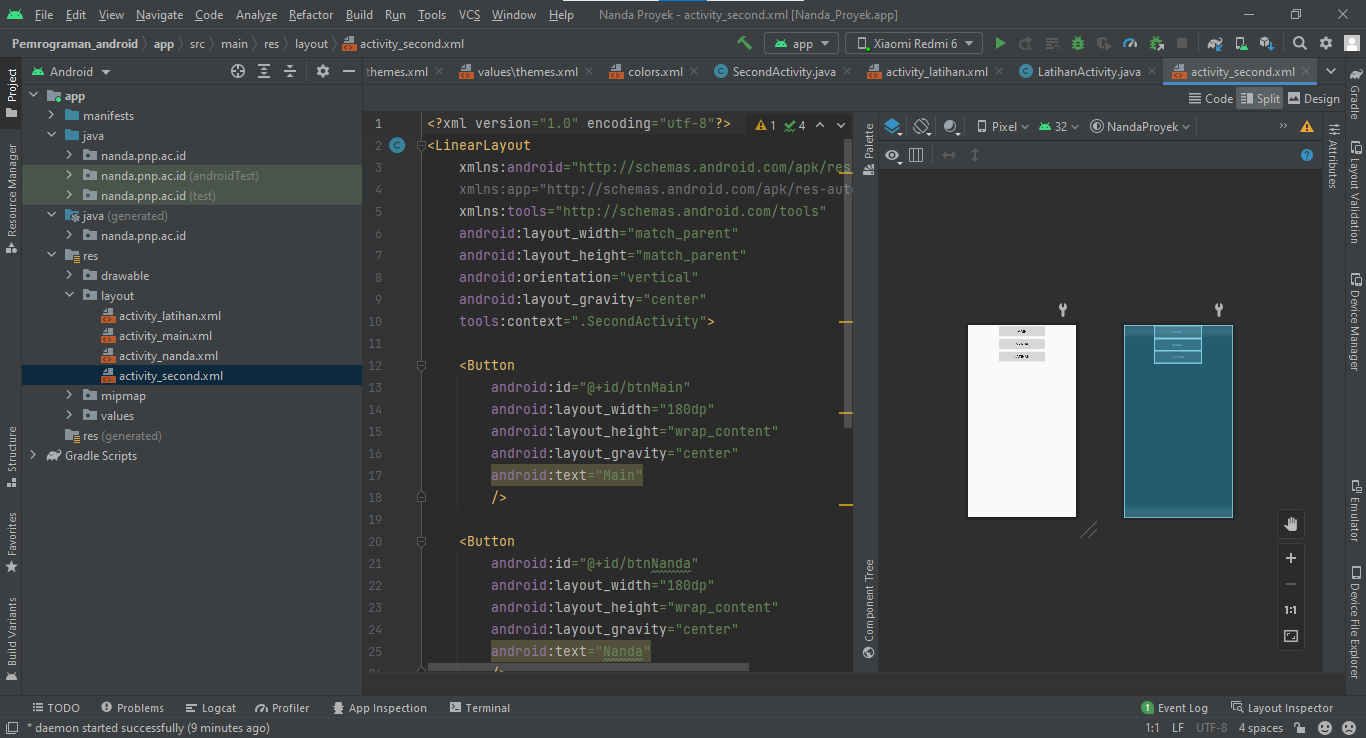 File Edit View Navigate Code Analyze Refactor Build Run Tools VCS Window Help Nanda Proyek - activity_second.xml [Nanda_Proyek.app]
Pemrograman_android app src main res layout activity_second.xml app Xiaomi Redmi 6
Android themes.xml values\themes.xml colors.xml SecondActivity.java activity_latihan.xml LatihanActivity.java activity_second.xml
Code Split Design
Project
Resource Manager
Structure
Favorites
Build Variants
app
manifests
java
nanda.pnp.ac.id
nanda.pnp.ac.id (androidTest)
nanda.pnp.ac.id (test)
java (generated)
nanda.pnp.ac.id
res
drawable
layout
activity_latihan.xml
activity_main.xml
activity_nanda.xml
activity_second.xml
mipmap
values
res (generated)
Gradle Scripts
1 <?xml version="1.0" encoding="utf-8"?> 1 4
2 <LinearLayout
3 xmlns:android="http://schemas.android.com/apk/res
4 xmlns:app="http://schemas.android.com/apk/res-aut
5 xmlns:tools="http://schemas.android.com/tools"
6 android:layout_width="match_parent"
7 android:layout_height="match_parent"
8 android:orientation="vertical"
9 android:layout_gravity="center"
10 tools:context=".SecondActivity">
11
12 <Button
13 android:id="@+id/btnMain"
14 android:layout_width="180dp"
15 android:layout_height="wrap_content"
16 android:layout_gravity="center"
17 android:text="Main"
18 />
19
20 <Button
21 android:id="@+id/btnNanda"
22 android:layout_width="180dp"
23 android:layout_height="wrap_content"
24 android:layout_gravity="center"
25 android:text="Nanda"
/>
Palette
Component Tree
Pixel 32 NandaProyek
MAIN
NANDA
LATIHAN
1:1
Attributes
Gradle
Layout Validation
Device Manager
Emulator
Device File Explorer
TODO Problems Logcat Profiler App Inspection Terminal 1 Event Log Layout Inspector
* daemon started successfully (9 minutes ago) 1:1 LF UTF-8 4 spaces